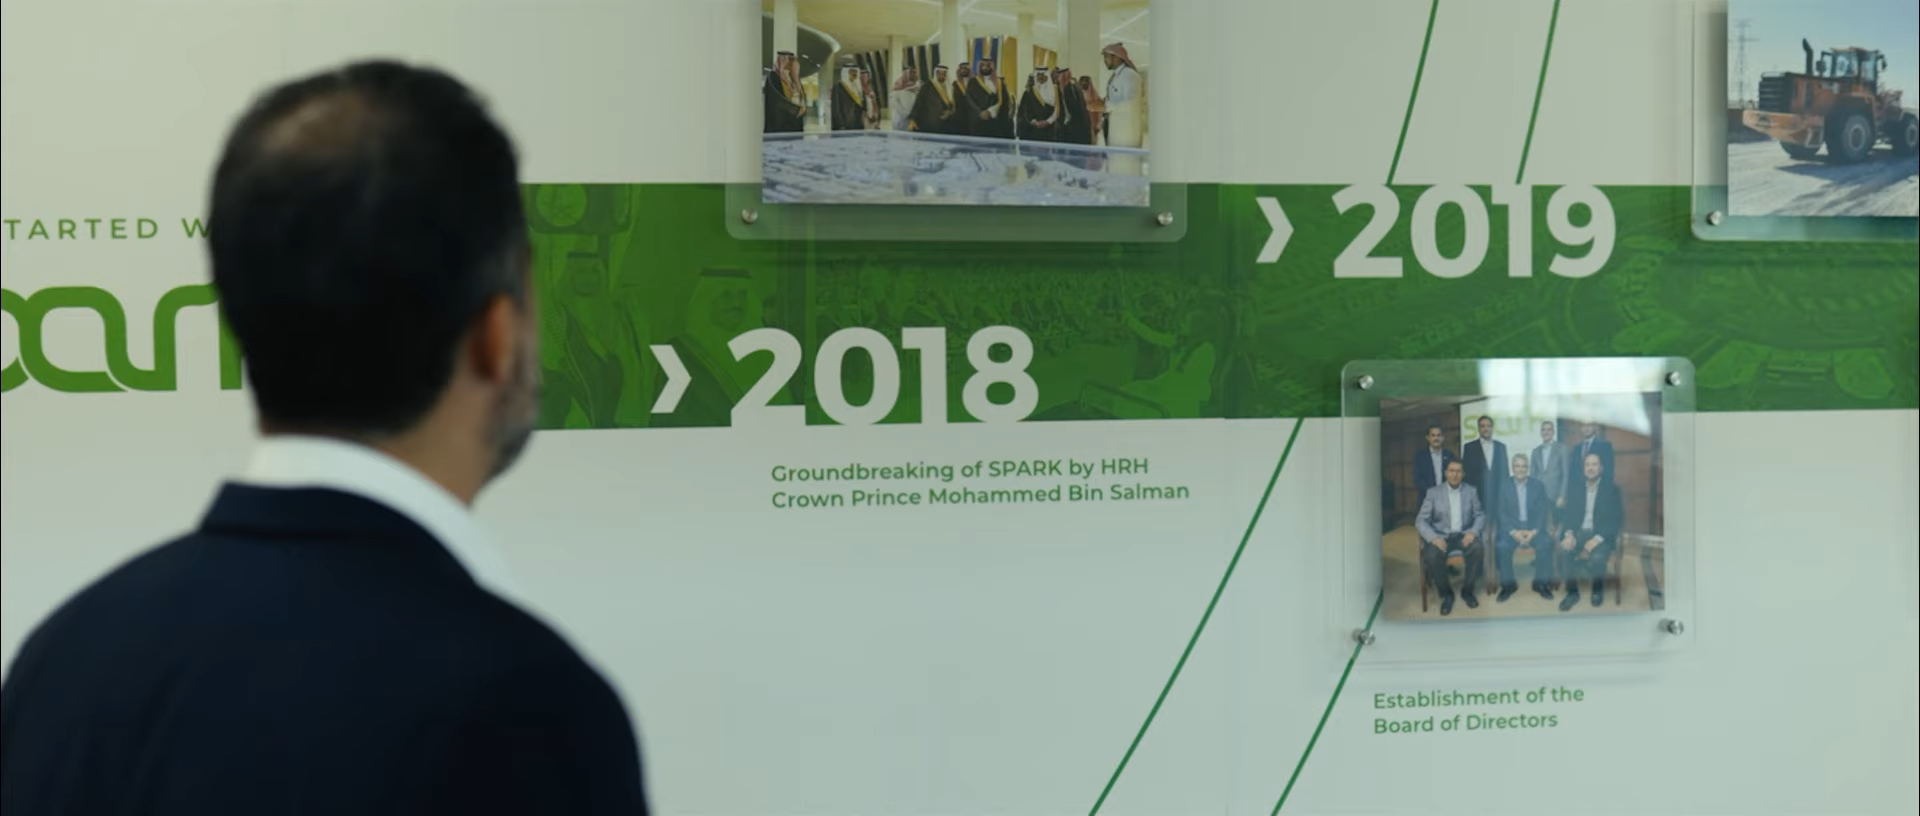 TARTED W
› 2018
Groundbreaking of SPARK by HRH
Crown Prince Mohammed Bin Salman
› 2019
Establishment of the
Board of Directors